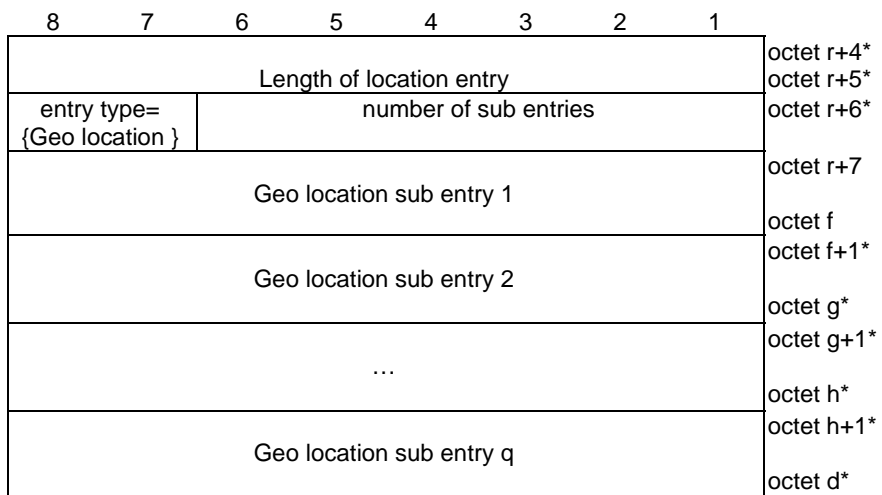 8 7 6 5 4 3 2 1
octet r+4*
Length of location entry octet r+5*
entry type= number of sub entries octet r+6*
{Geo location }
octet r+7
Geo location sub entry 1
octet f
octet f+1*
Geo location sub entry 2
octet g*
octet g+1*
…
octet h*
octet h+1*
Geo location sub entry q
octet d*